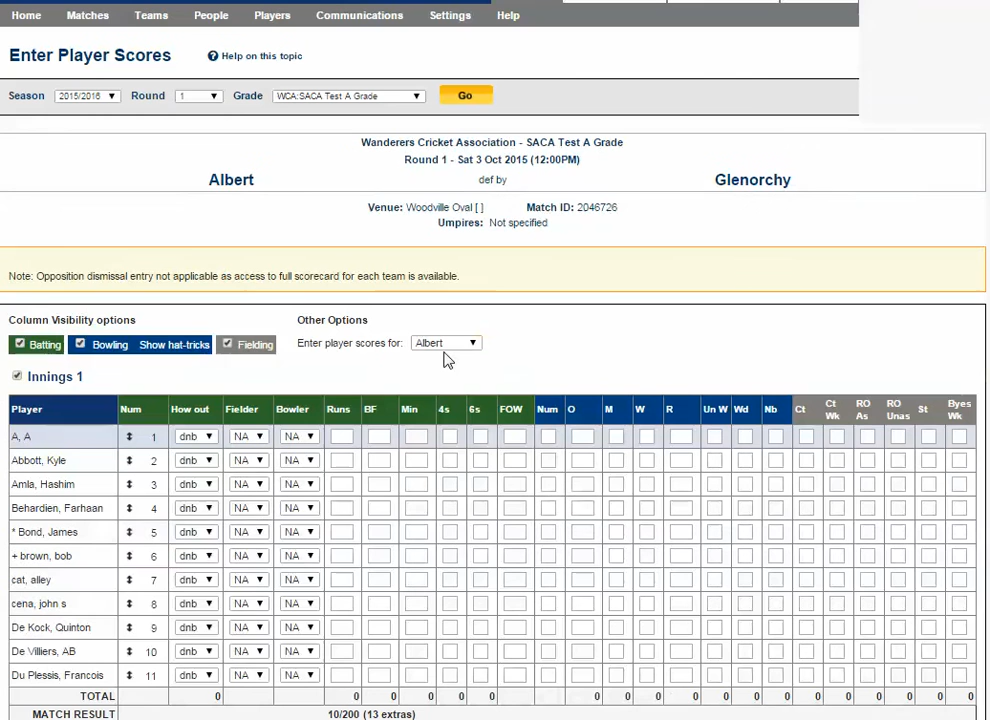 Home Matches Teams People Players Communications Settings Help
Enter Player Scores Help on this topic
Season 2015/2016 Round 1 Grade WCA:SACA Test A Grade Go
Wanderers Cricket Association - SACA Test A Grade
Round 1 - Sat 3 Oct 2015 (12:00PM)
Albert def by Glenorchy
Venue: Woodville Oval [ ] Match ID: 2046726
Umpires: Not specified
Note: Opposition dismissal entry not applicable as access to full scorecard for each team is available.
Column Visibility options Other Options
Batting Bowling Show hat-tricks Fielding Enter player scores for: Albert
Innings 1
Player Num How out Fielder Bowler Runs BF Min 4s 6s FOW Num O M W R Un W Wd Nb Ct Ct Wk RO As RO Unas St Byes Wk
A, A 1 dnb NA NA
Abbott, Kyle 2 dnb NA NA
Amla, Hashim 3 dnb NA NA
Behardien, Farhaan 4 dnb NA NA
* Bond, James 5 dnb NA NA
+ brown, bob 6 dnb NA NA
cat, alley 7 dnb NA NA
cena, john s 8 dnb NA NA
De Kock, Quinton 9 dnb NA NA
De Villiers, AB 10 dnb NA NA
Du Plessis, Francois 11 dnb NA NA
TOTAL 0 0 0 0 0 0 0 0 0 0 0 0 0 0 0 0 0 0 0
MATCH RESULT 10/200 (13 extras)